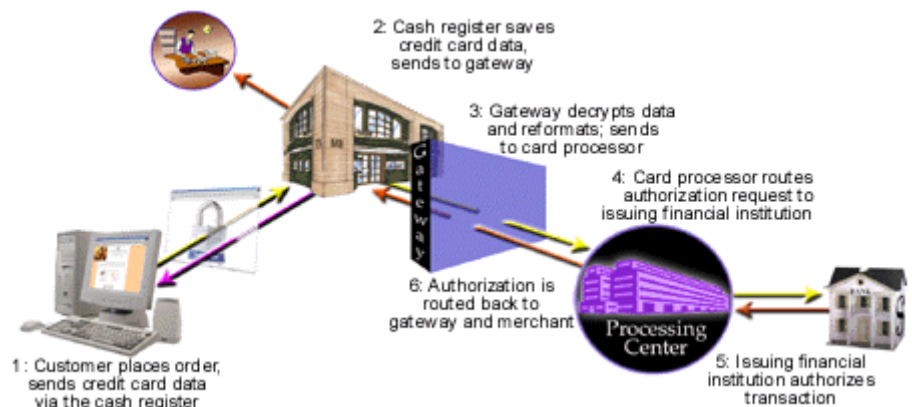 2: Cash register saves
credit card data,
sends to gateway
3: Gateway decrypts data
and reformats; sends
to card processor
Gateway
4: Card processor routes
authorization request to
issuing financial institution
6: Authorization is
routed back to
gateway and merchant
Processing
Center
BANK
1: Customer places order,
sends credit card data
via the cash register
5: Issuing financial
institution authorizes
transaction